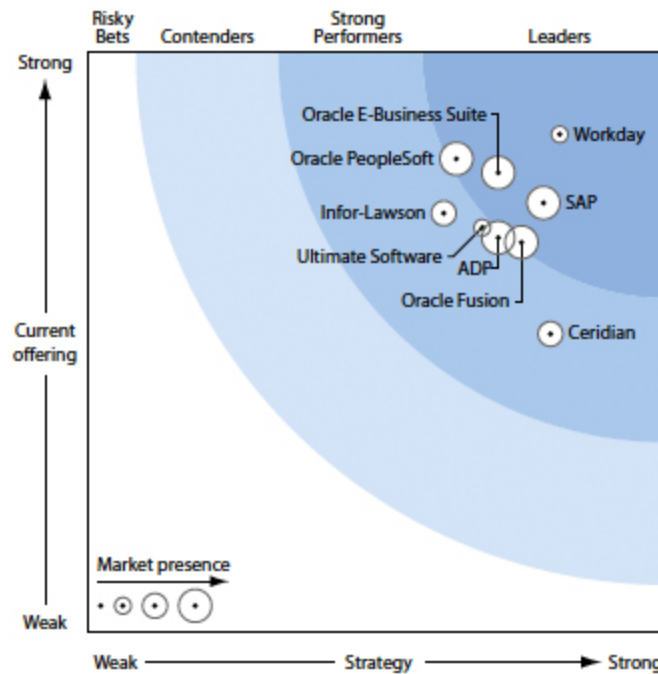 Risky
Bets
Contenders
Strong
Performers
Leaders
Strong
Oracle E-Business Suite
Workday
Oracle PeopleSoft
SAP
Infor-Lawson
Ultimate Software
ADP
Oracle Fusion
Current
offering
Ceridian
Market presence
Weak
Weak
Strategy
Strong